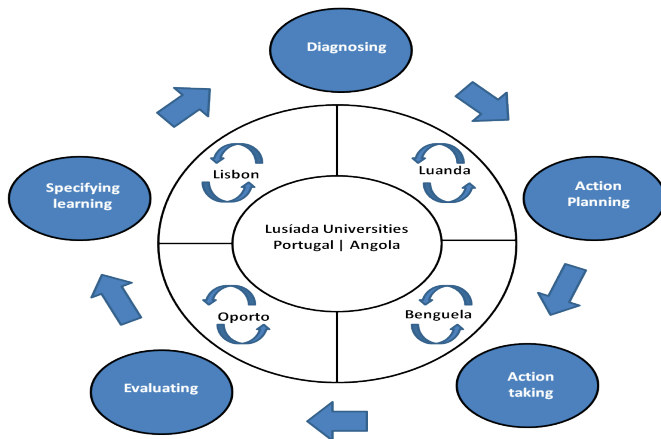 Diagnosing
Lisbon
Luanda
Specifying
learning
Action
Planning
Lusíada Universities
Portugal | Angola
Oporto
Benguela
Evaluating
Action
taking